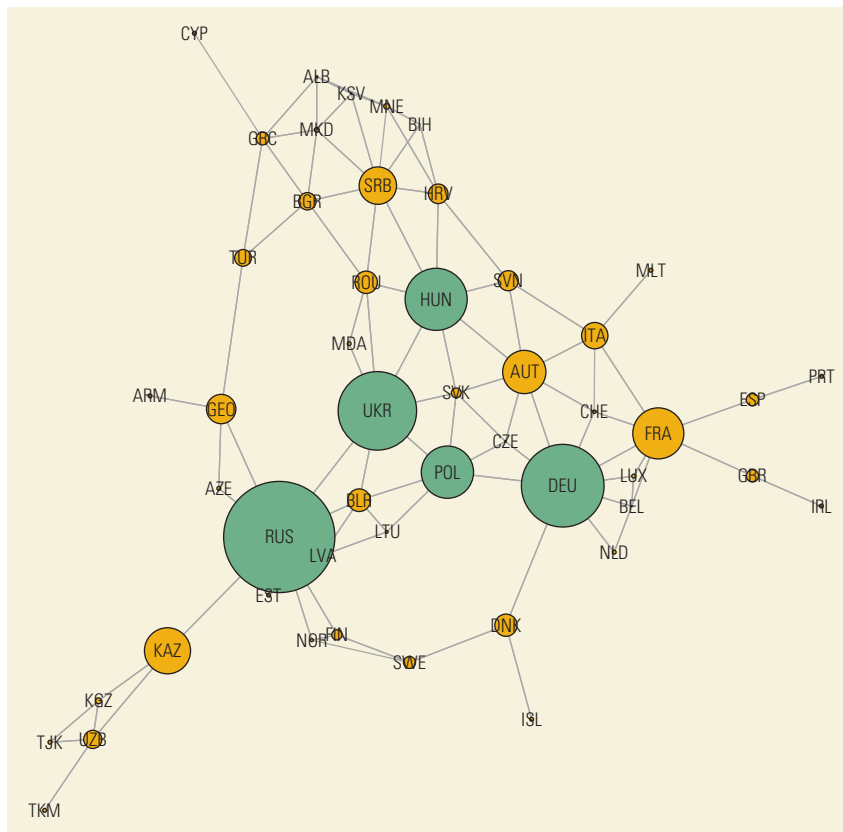 CYP
ALB
KSV
MNE
BIH
MKD
GRC
SRB
HRV
BGR
TUR
ROU
HUN
SVN
MLT
MDA
ITA
AUT
PRT
SVK
ARM
GEO
UKR
CHE
ESP
FRA
CZE
POL
DEU
LUX
GBR
AZE
BLR
BEL
IRL
RUS
LTU
LVA
NLD
EST
NOR
FIN
DNK
KAZ
SWE
KGZ
ISL
TJK
UZB
TKM